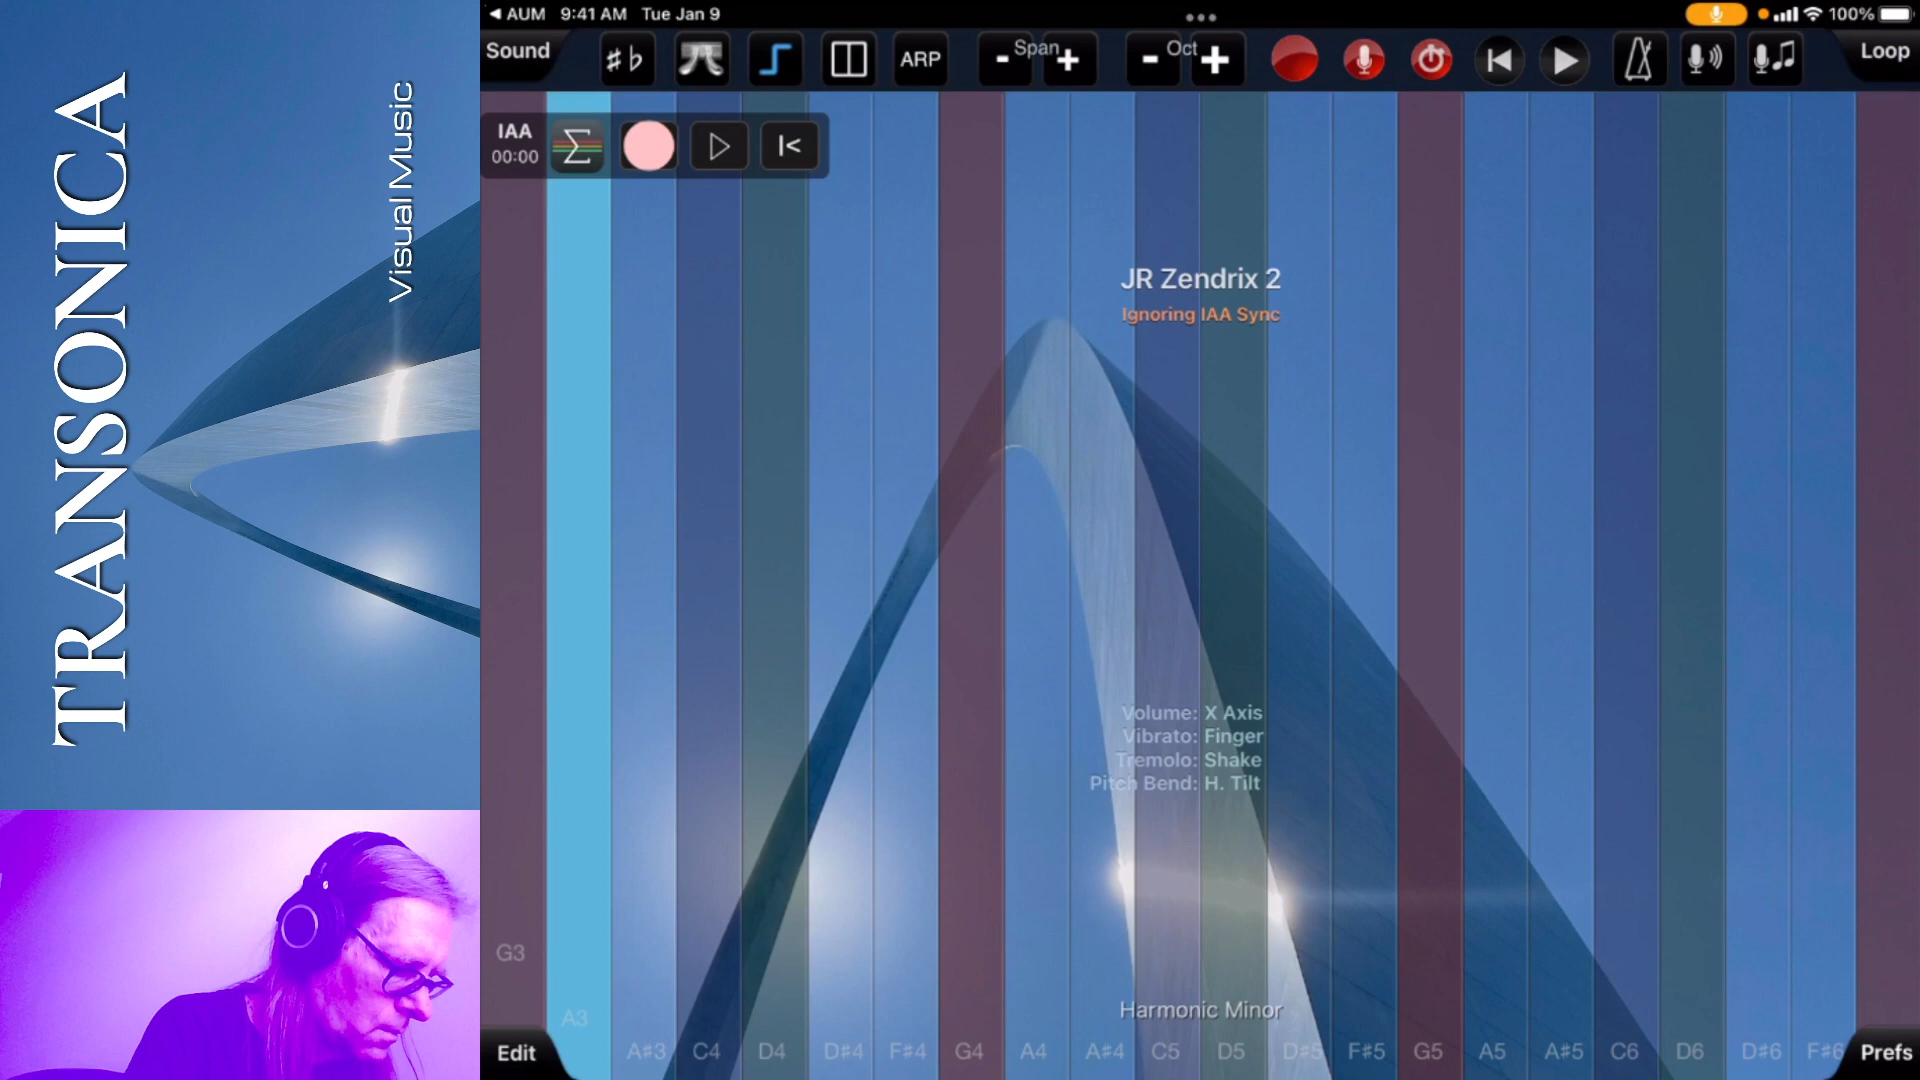 TRANSONICA
Visual Music
AUM 9:41 AM Tue Jan 9
100%
Sound
ARP
- Span +
- Oct +
Loop
IAA
00:00
JR Zendrix 2
Ignoring IAA Sync
Volume: X Axis
Vibrato: Finger
Tremolo: Shake
Pitch Bend: H. Tilt
G3
A3
Harmonic Minor
Edit
A♯3 C4 D4 D♯4 F♯4 G4 A4 A♯4 C5 D5 D♯5 F♯5 G5 A5 A♯5 C6 D6 D♯6 F♯6
Prefs